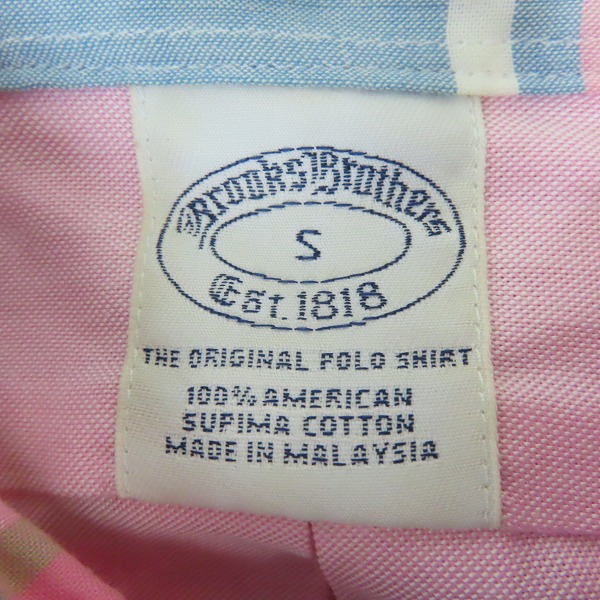 Brooks Brothers
S
Est. 1818
THE ORIGINAL POLO SHIRT
100% AMERICAN
SUPIMA COTTON
MADE IN MALAYSIA